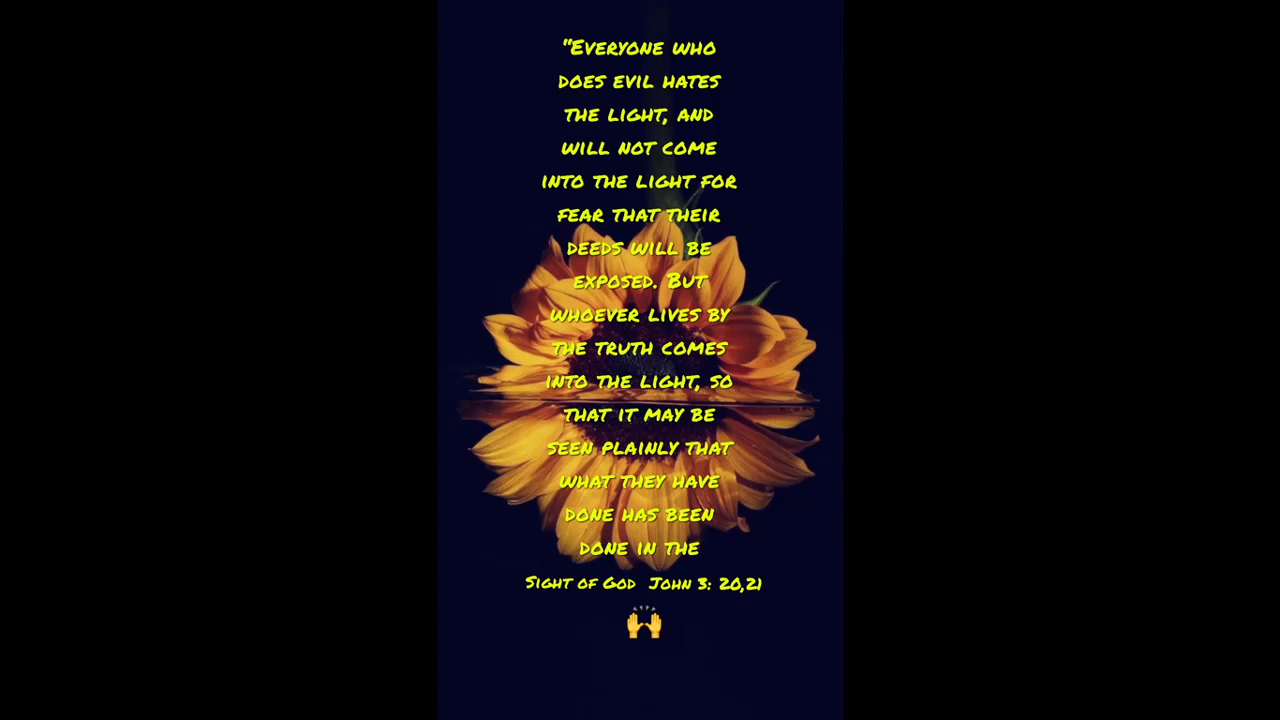 "Everyone who
does evil hates
the light, and
will not come
into the light for
fear that their
deeds will be
exposed. But
whoever lives by
the truth comes
into the light, so
that it may be
seen plainly that
what they have
done has been
done in the
Sight of God John 3: 20,21